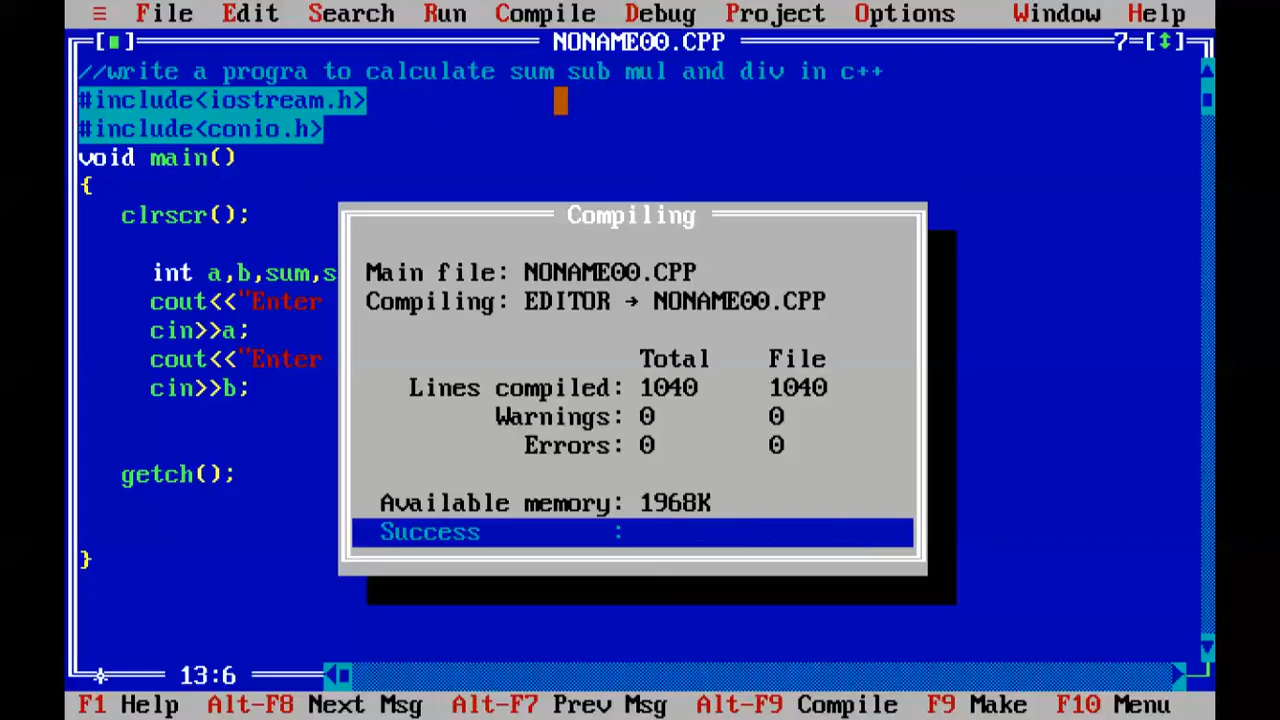 ≡ File Edit Search Run Compile Debug Project Options Window Help
[■] NONAME00.CPP 7=[↕]
//write a progra to calculate sum sub mul and div in c++
#include<iostream.h>
#include<conio.h>
void main()
{
clrscr();
Compiling
int a,b,sum,s
Main file: NONAME00.CPP
cout<<"Enter
Compiling: EDITOR → NONAME00.CPP
cin>>a;
cout<<"Enter
Total File
cin>>b;
Lines compiled: 1040 1040
Warnings: 0 0
Errors: 0 0
getch();
Available memory: 1968K
Success :
}
13:6
F1 Help Alt-F8 Next Msg Alt-F7 Prev Msg Alt-F9 Compile F9 Make F10 Menu